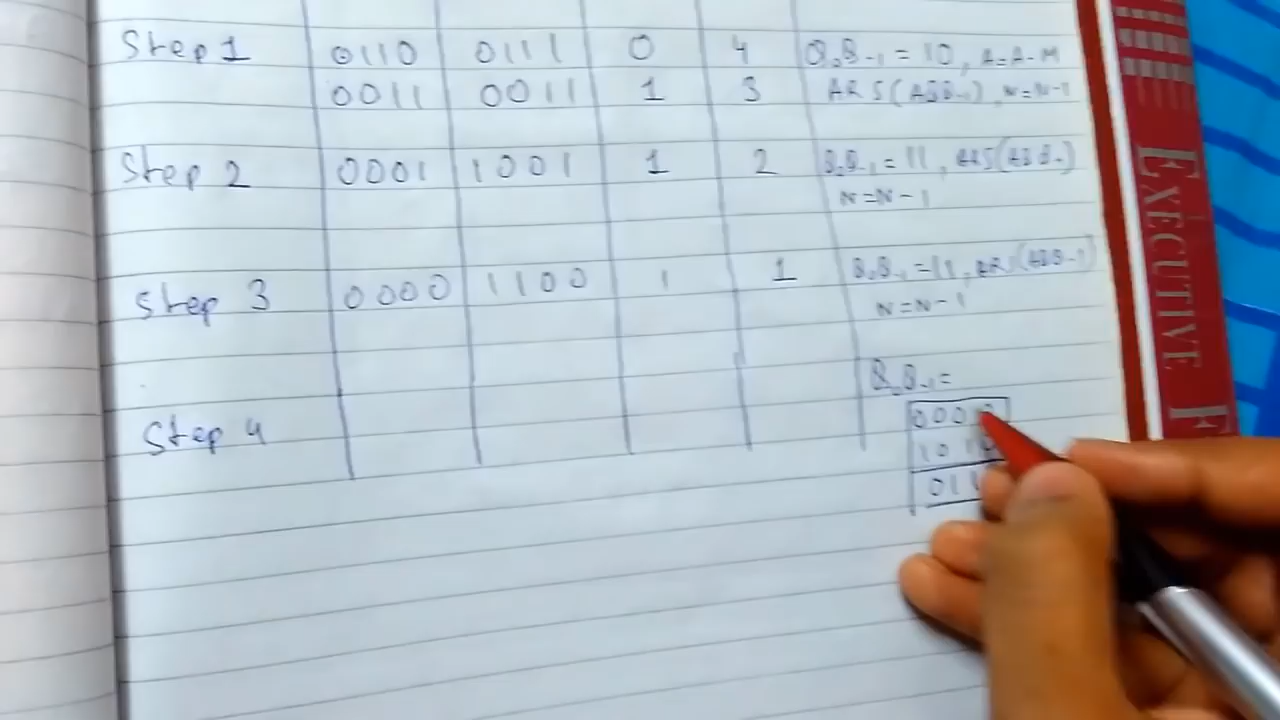 Step 1 0110 0111 0 4 Q₀Q-1 = 10, A=A-M
0011 0011 1 3 ARS(AQQ-1), N=N-1
Step 2 0001 1001 1 2 Q₀Q-1 = 11, ARS(AQQ-1)
N=N-1
Step 3 0000 1100 1 1 Q₀Q-1 = 11, ARS(AQQ-1)
N=N-1
Q₀Q-1 =
Step 4
EXECUTIVE